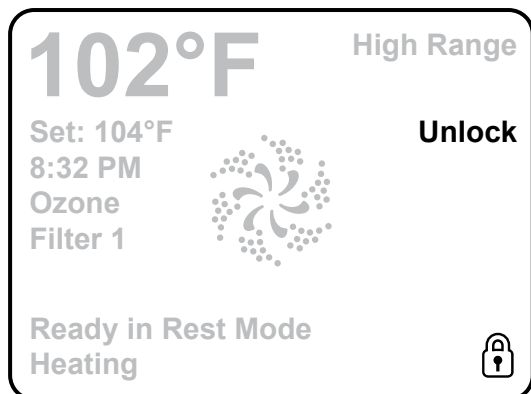 102°F
High Range
Set: 104°F
Unlock
8:32 PM
Ozone
Filter 1
Ready in Rest Mode
Heating